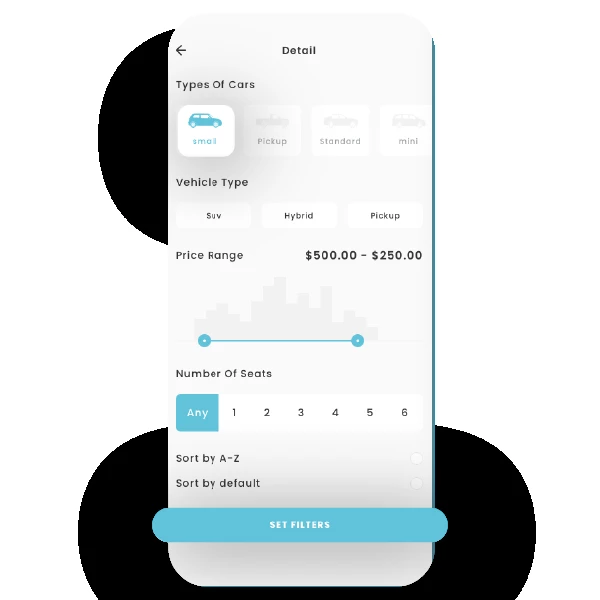 Detail
Types Of Cars
small Pickup Standard mini
Vehicle Type
Suv Hybrid Pickup
Price Range $500.00 - $250.00
Number Of Seats
Any 1 2 3 4 5 6
Sort by A-Z
Sort by default
SET FILTERS